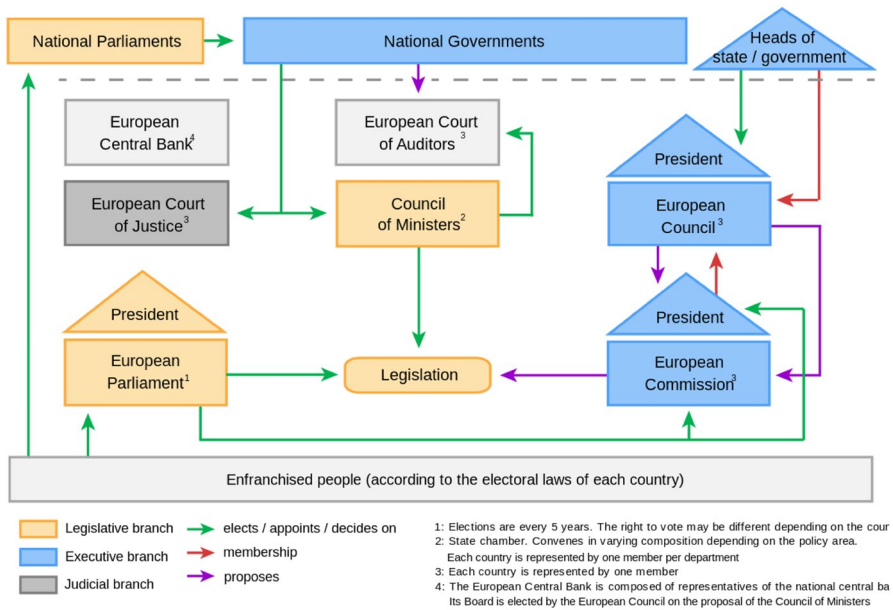 National Parliaments
National Governments
Heads of
state / government
European
Central Bank4
European Court
of Auditors 3
President
European Court
of Justice3
Council
of Ministers2
European
Council 3
President
President
European
Parliament1
Legislation
European
Commission3
Enfranchised people (according to the electoral laws of each country)
Legislative branch
Executive branch
Judicial branch
elects / appoints / decides on
membership
proposes
1: Elections are every 5 years. The right to vote may be different depending on the
2: State chamber. Convenes in varying composition depending on the policy area.
Each country is represented by one member per department
3: Each country is represented by one member
4: The European Central Bank is composed of representatives of the national central
Its Board is elected by the European Council on the proposal of the Council of Ministers